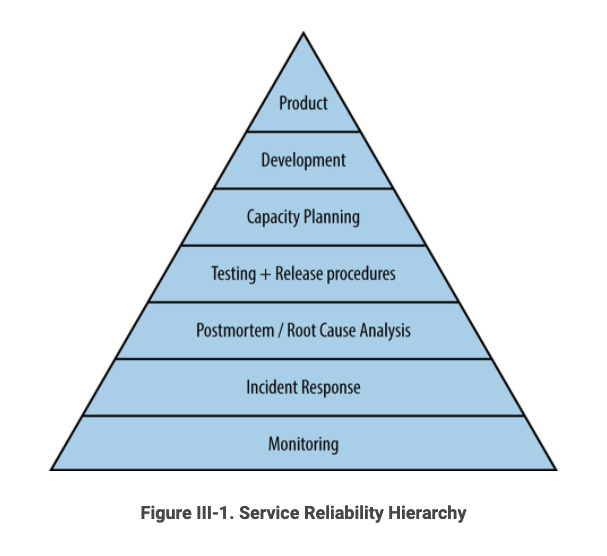 Product
Development
Capacity Planning
Testing + Release procedures
Postmortem / Root Cause Analysis
Incident Response
Monitoring
Figure III-1. Service Reliability Hierarchy